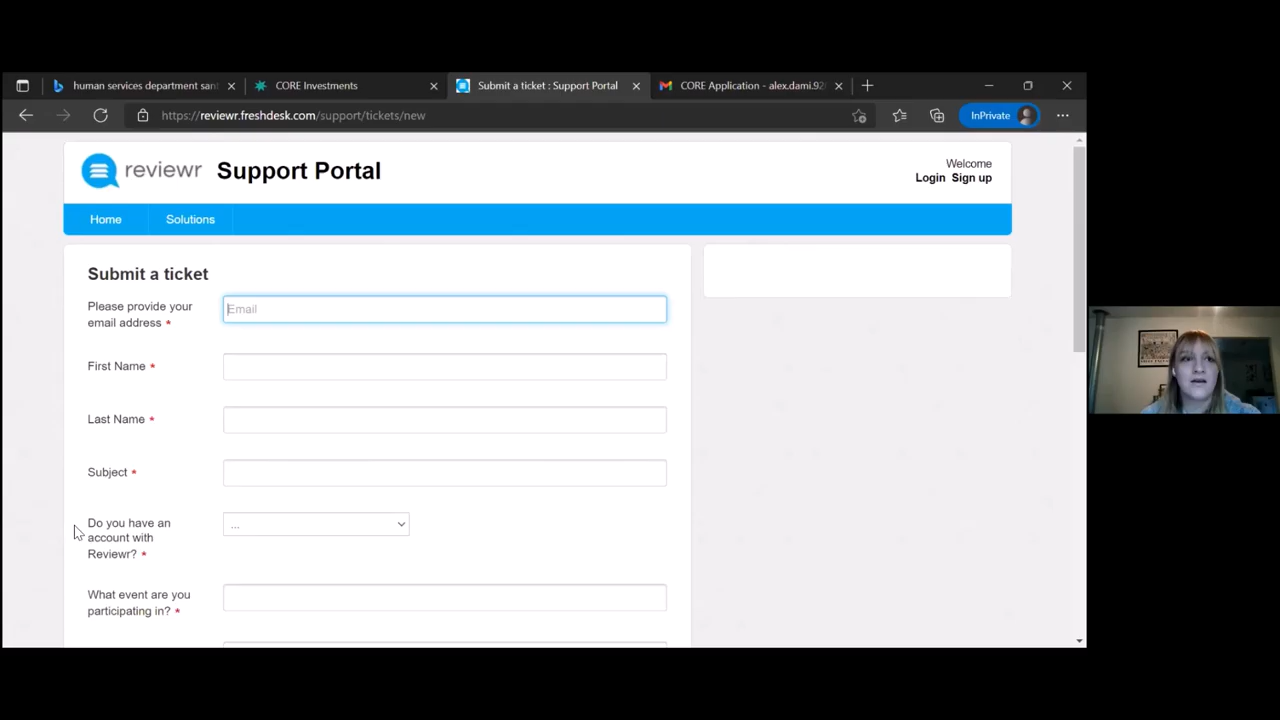 human services department sant
CORE Investments
Submit a ticket : Support Portal
CORE Application - alex.dami.92
https://reviewr.freshdesk.com/support/tickets/new
InPrivate
reviewr
Support Portal
Welcome
Login Sign up
Home
Solutions
Submit a ticket
Please provide your
email address *
Email
First Name *
Last Name *
Subject *
Do you have an
account with
Reviewr? *
...
What event are you
participating in? *